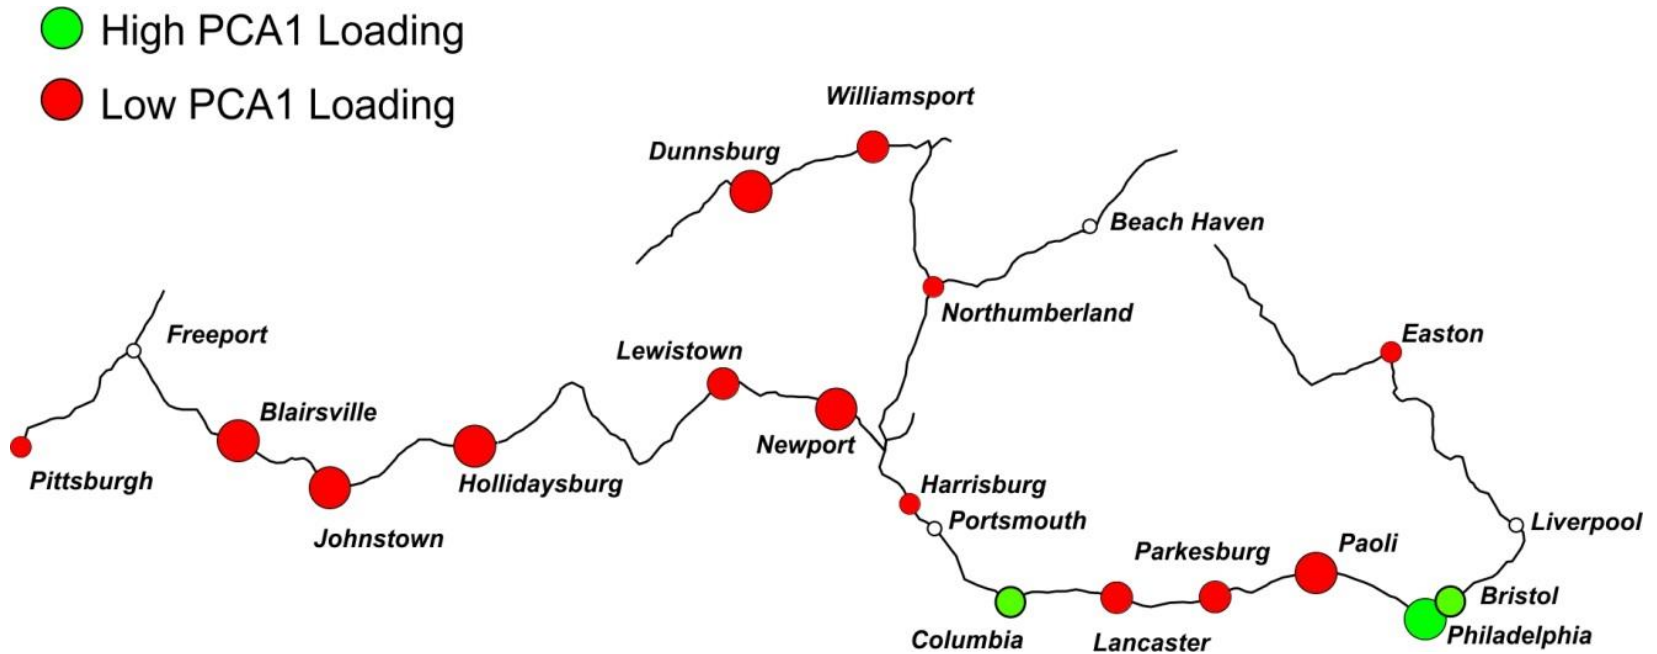 High PCA1 Loading
Low PCA1 Loading
Williamsport
Dunnsburg
Beach Haven
Northumberland
Freeport
Easton
Lewistown
Blairsville
Newport
Pittsburgh
Hollidaysburg
Harrisburg
Portsmouth
Liverpool
Johnstown
Parkesburg
Paoli
Bristol
Columbia
Lancaster
Philadelphia